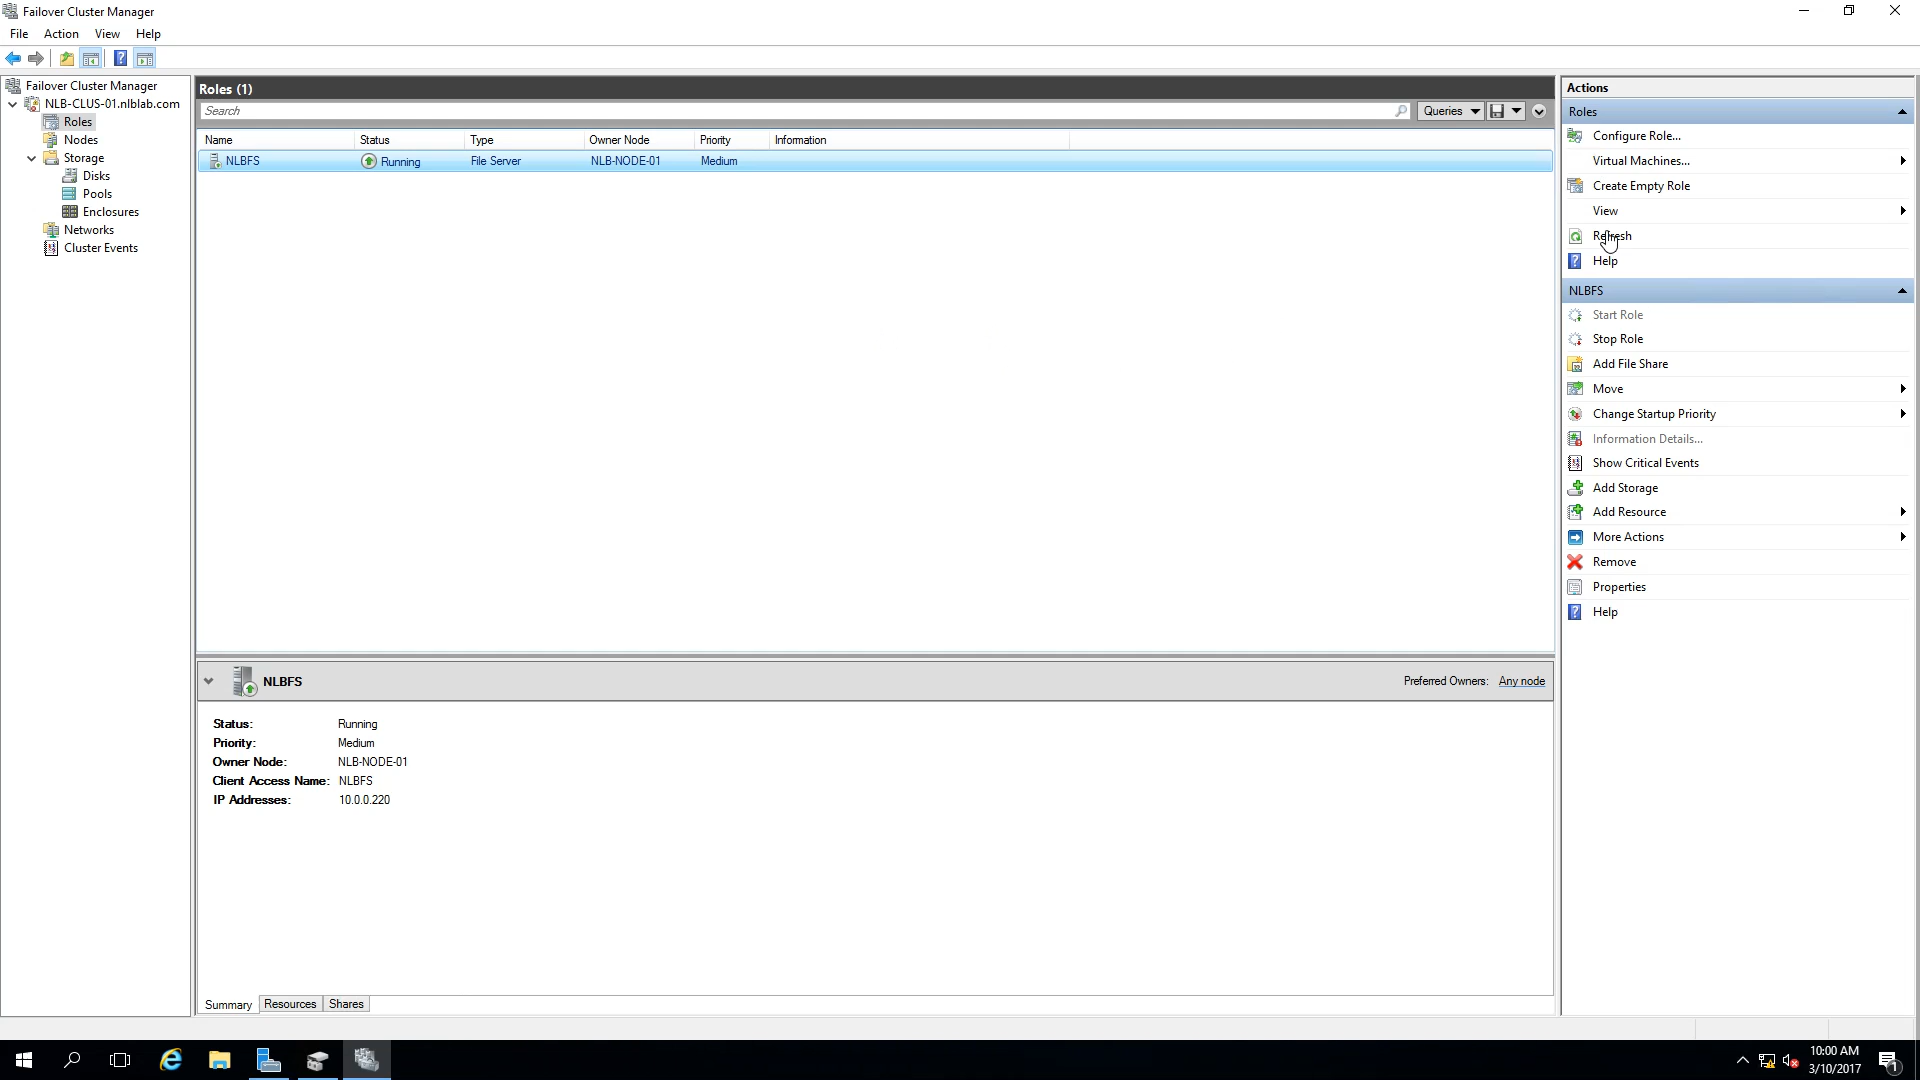 Failover Cluster Manager
File Action View Help
Failover Cluster Manager
NLB-CLUS-01.nlblab.com
Roles
Nodes
Storage
Disks
Pools
Enclosures
Networks
Cluster Events
Roles (1)
Search
Queries
Name Status Type Owner Node Priority Information
NLBFS Running File Server NLB-NODE-01 Medium
NLBFS Preferred Owners: Any node
Status: Running
Priority: Medium
Owner Node: NLB-NODE-01
Client Access Name: NLBFS
IP Addresses: 10.0.0.220
Summary Resources Shares
Actions
Roles
Configure Role...
Virtual Machines...
Create Empty Role
View
Refresh
Help
NLBFS
Start Role
Stop Role
Add File Share
Move
Change Startup Priority
Information Details...
Show Critical Events
Add Storage
Add Resource
More Actions
Remove
Properties
Help
10:00 AM
3/10/2017
1